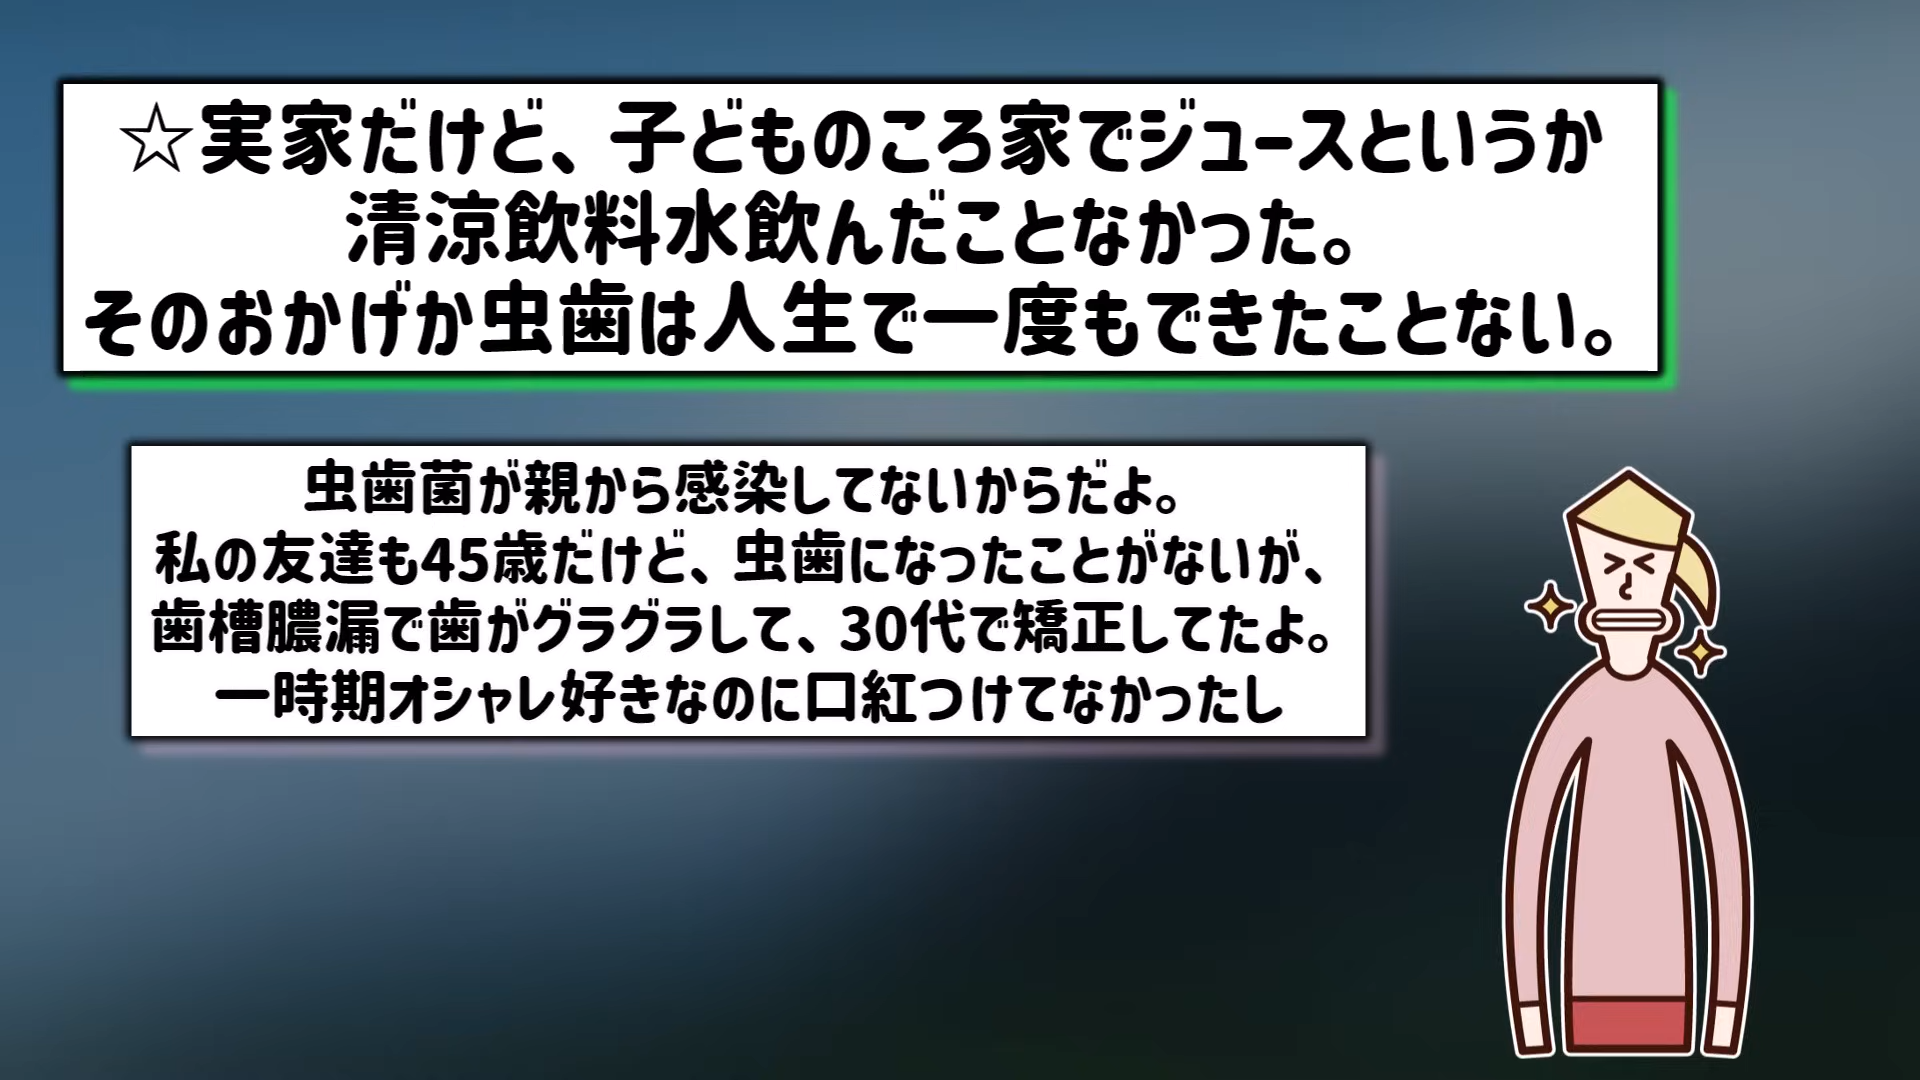 ☆実家だけど、子どものころ家でジュースというか
清涼飲料水飲んだことなかった。
そのおかげか虫歯は人生で一度もできたことない。
虫歯菌が親から感染してないからだよ。
私の友達も45歳だけど、虫歯になったことがないが、
歯槽膿漏で歯がグラグラして、30代で矯正してたよ。
一時期オシャレ好きなのに口紅つけてなかったし